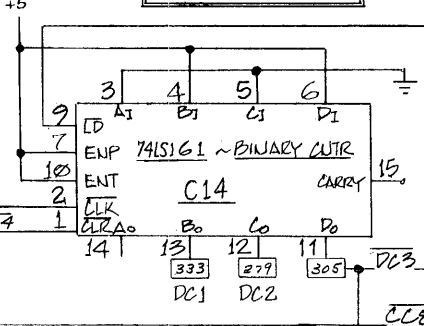 +5
3 4 5 6
AI BI CI DI
9 LD
7 ENP 74LS161 ~ BINARY CNTR
10 ENT CARRY 15
C14
2 CLK
4 1 CLR AO BO CO DO
14 13 12 11
333 279 305 DC3
DC1 DC2